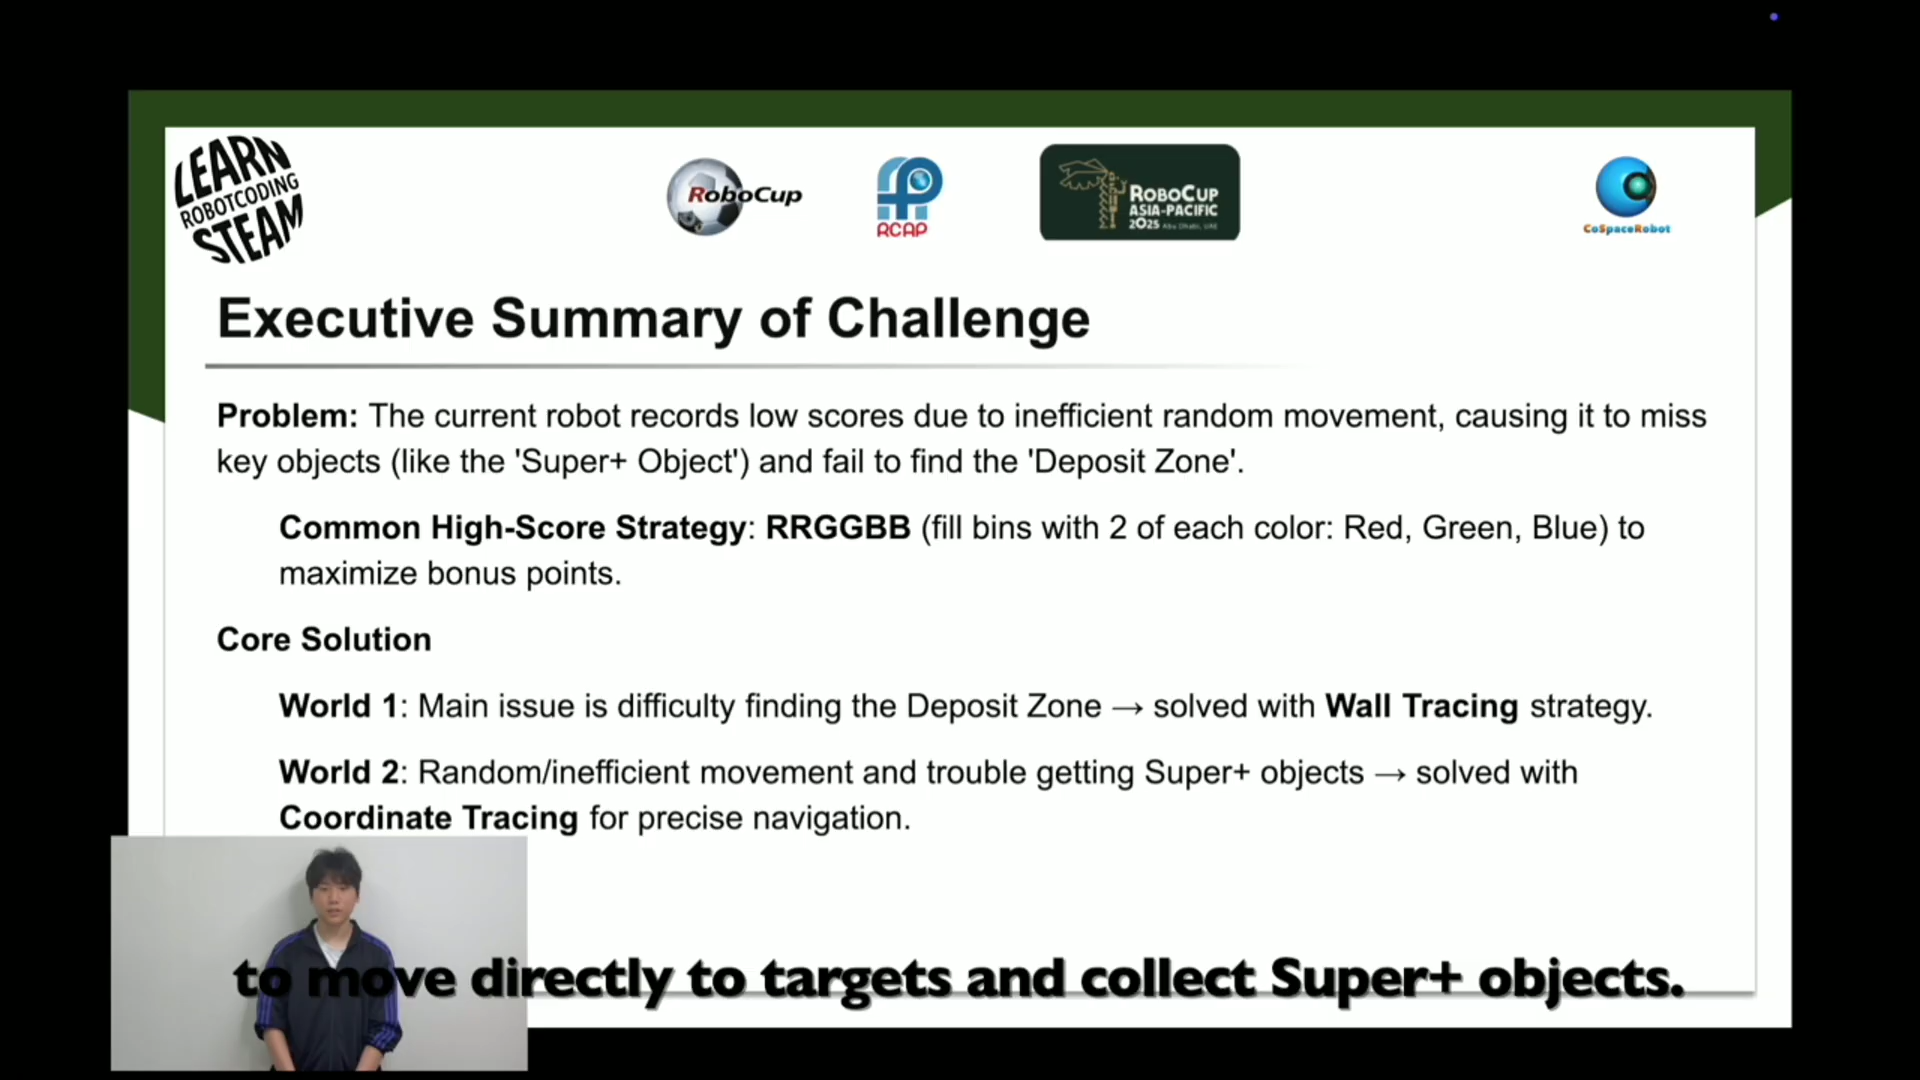 LEARN
ROBOTCODING
STEAM
RoboCup
RCAP
ROBOCUP
ASIA-PACIFIC
2025 Abu Dhabi, UAE
CoSpaceRobot
Executive Summary of Challenge
Problem: The current robot records low scores due to inefficient random movement, causing it to miss
key objects (like the 'Super+ Object') and fail to find the 'Deposit Zone'.
Common High-Score Strategy: RRGGBB (fill bins with 2 of each color: Red, Green, Blue) to
maximize bonus points.
Core Solution
World 1: Main issue is difficulty finding the Deposit Zone → solved with Wall Tracing strategy.
World 2: Random/inefficient movement and trouble getting Super+ objects → solved with
Coordinate Tracing for precise navigation.
to move directly to targets and collect Super+ objects.